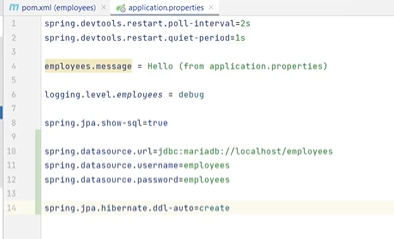 pom.xml (employees) × application.properties ×
1 spring.devtools.restart.poll-interval=2s
2 spring.devtools.restart.quiet-period=1s
3
4 employees.message = Hello (from application.properties)
5
6 logging.level.employees = debug
7
8 spring.jpa.show-sql=true
9
10 spring.datasource.url=jdbc:mariadb://localhost/employees
11 spring.datasource.username=employees
12 spring.datasource.password=employees
13
14 spring.jpa.hibernate.ddl-auto=create